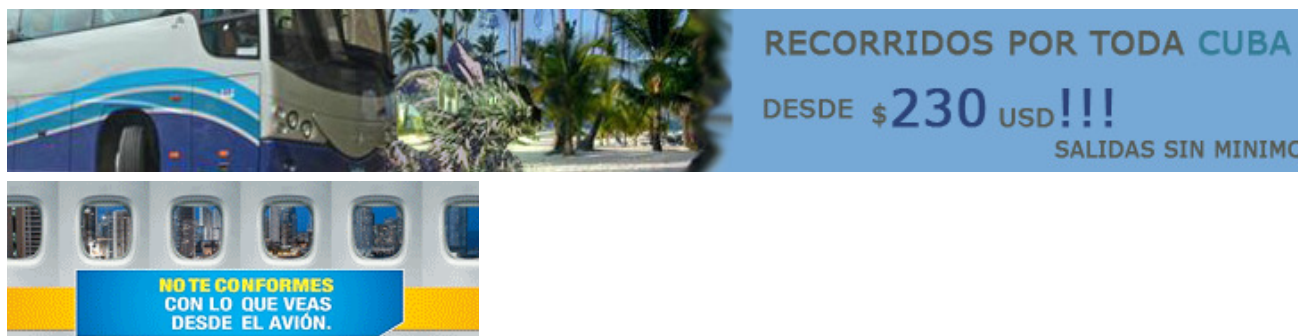 RECORRIDOS POR TODA CUBA
DESDE $230 USD!!!
SALIDAS SIN MINIMO
NO TE CONFORMES
CON LO QUE VEAS
DESDE EL AVIÓN.